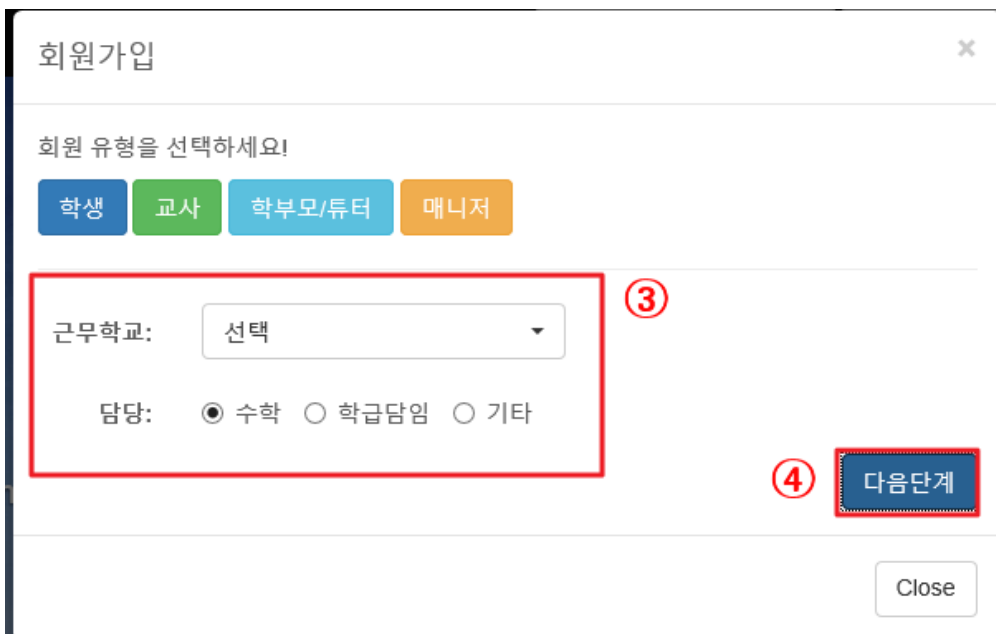 회원가입 ×
회원 유형을 선택하세요!
학생 교사 학부모/튜터 매니저
③
근무학교: 선택
담당: 수학 학급담임 기타
④ 다음단계
Close